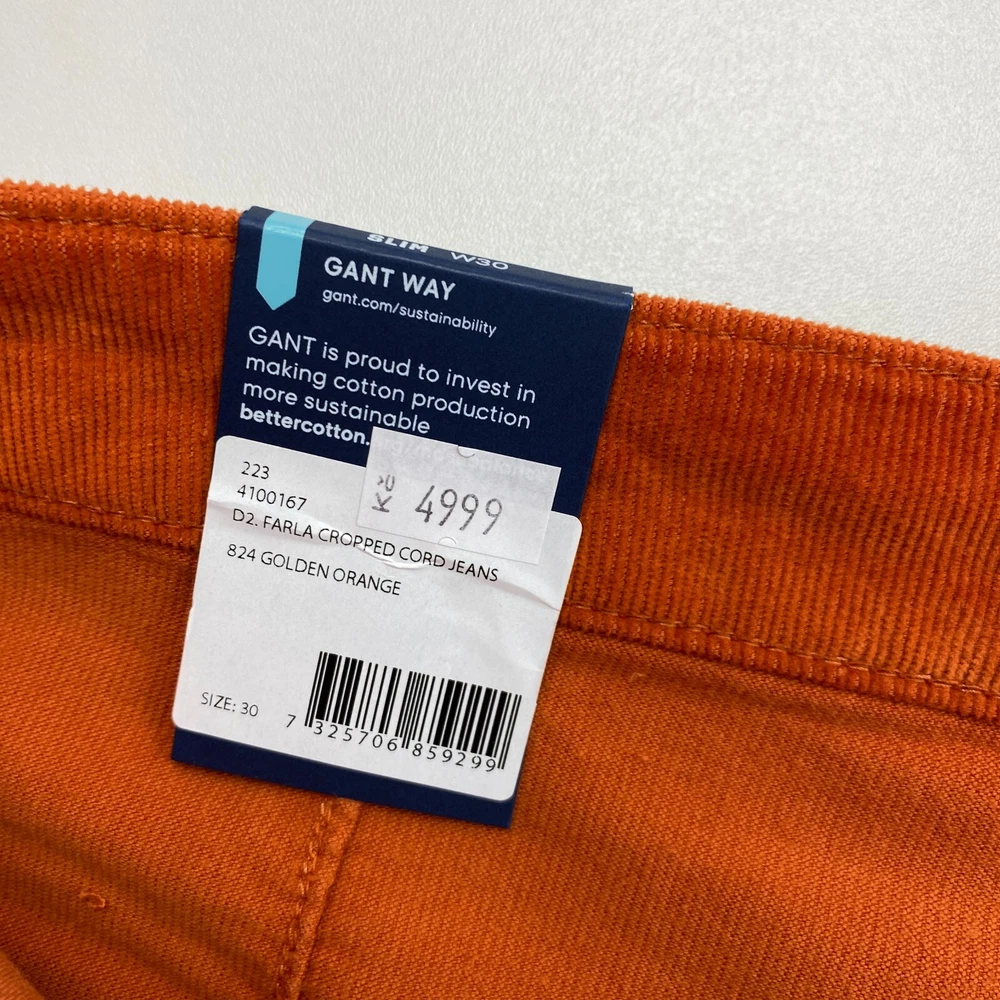 SLIM W30
GANT WAY
gant.com/sustainability
GANT is proud to invest in
making cotton production
more sustainable
bettercotton.
Kč 4999
223
4100167
D2. FARLA CROPPED CORD JEANS
824 GOLDEN ORANGE
SIZE: 30
7 325706 859299